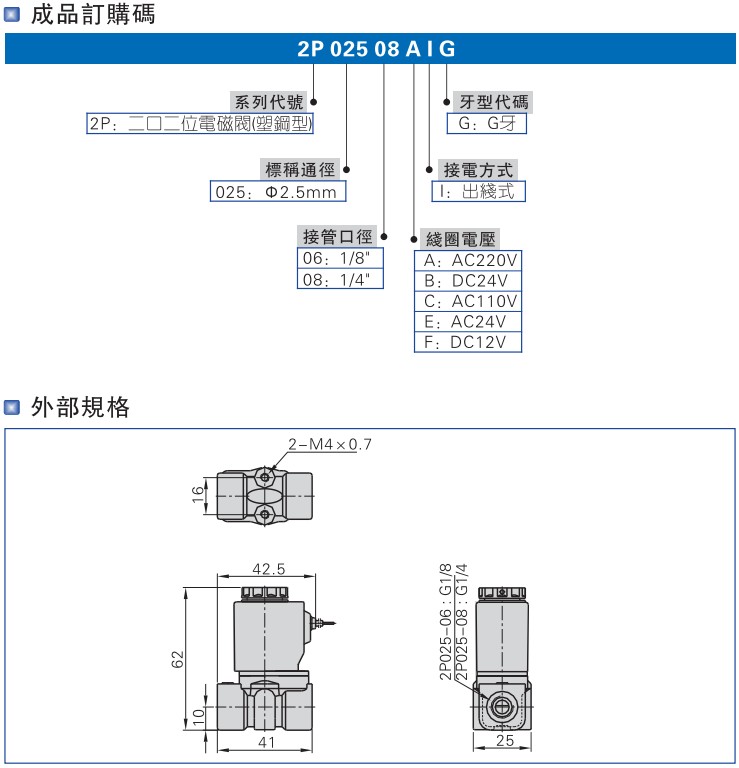 成品訂購碼
2P 025 08 A I G
系列代號
2P：二口二位電磁閥(塑鋼型)
牙型代碼
G：G牙
標稱通徑
025：Φ2.5mm
接電方式
I：出綫式
接管口徑
06：1/8"
08：1/4"
綫圈電壓
A：AC220V
B：DC24V
C：AC110V
E：AC24V
F：DC12V
外部規格
2-M4×0.7
16
42.5
62
10
41
2P025-06：G1/8
2P025-08：G1/4
25